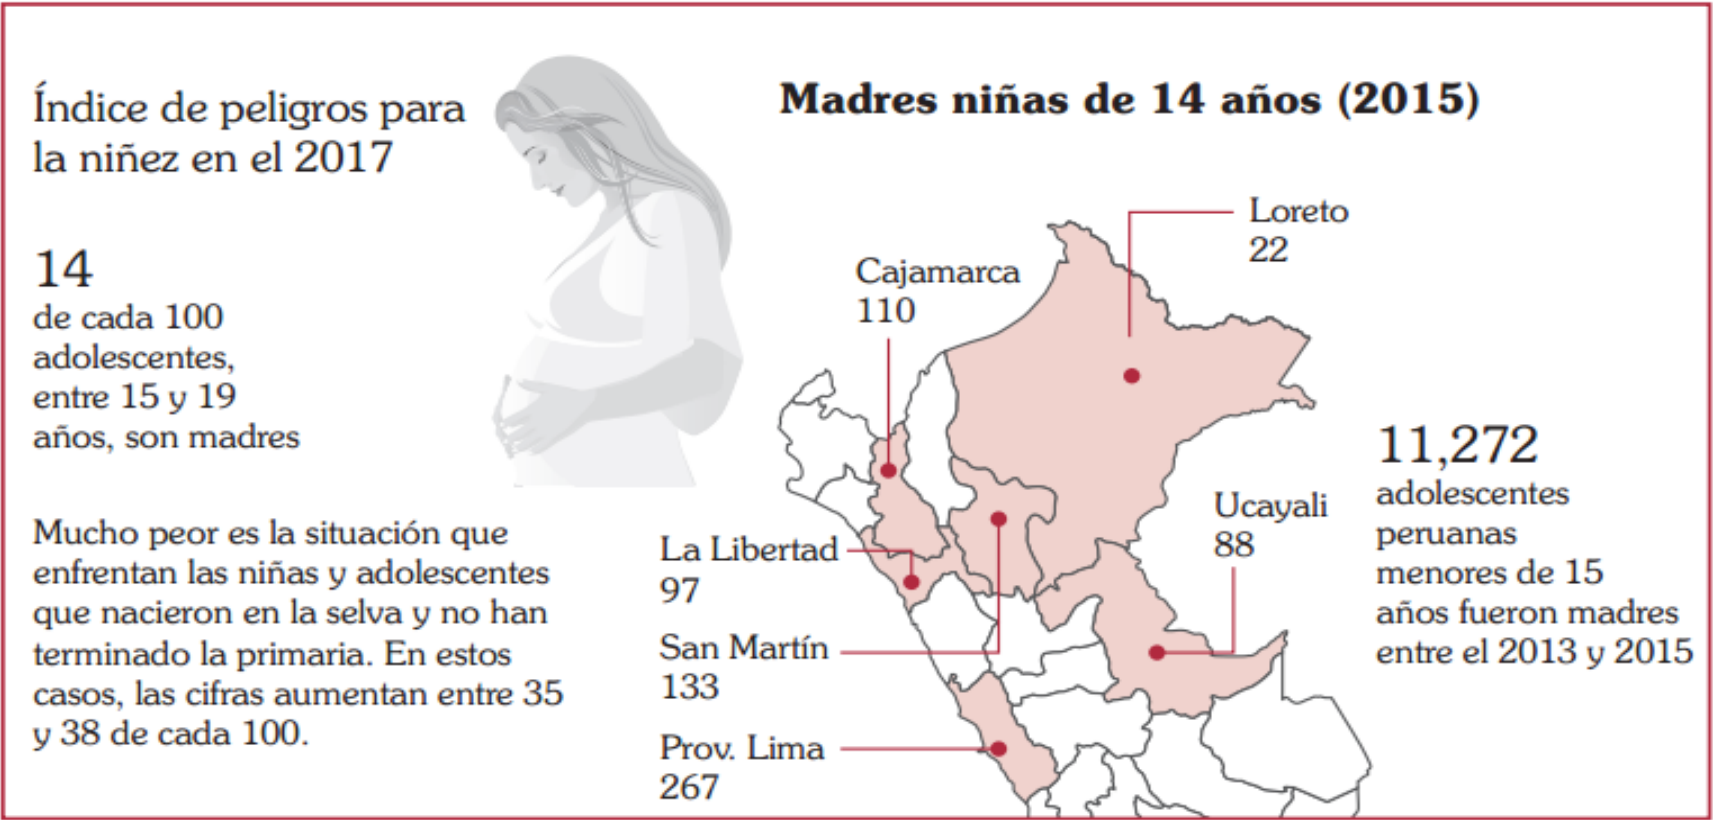 Índice de peligros para
la niñez en el 2017
14
de cada 100
adolescentes,
entre 15 y 19
años, son madres
Mucho peor es la situación que
enfrentan las niñas y adolescentes
que nacieron en la selva y no han
terminado la primaria. En estos
casos, las cifras aumentan entre 35
y 38 de cada 100.
Madres niñas de 14 años (2015)
Loreto
22
Cajamarca
110
La Libertad
97
San Martín
133
Prov. Lima
267
Ucayali
88
11,272
adolescentes
peruanas
menores de 15
años fueron madres
entre el 2013 y 2015